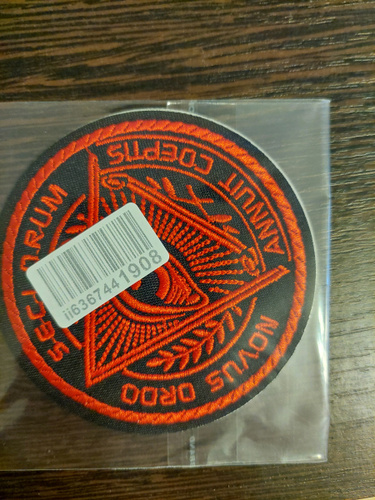 ANNUIT COEPTIS
NOVUS ORDO
ii6367441908